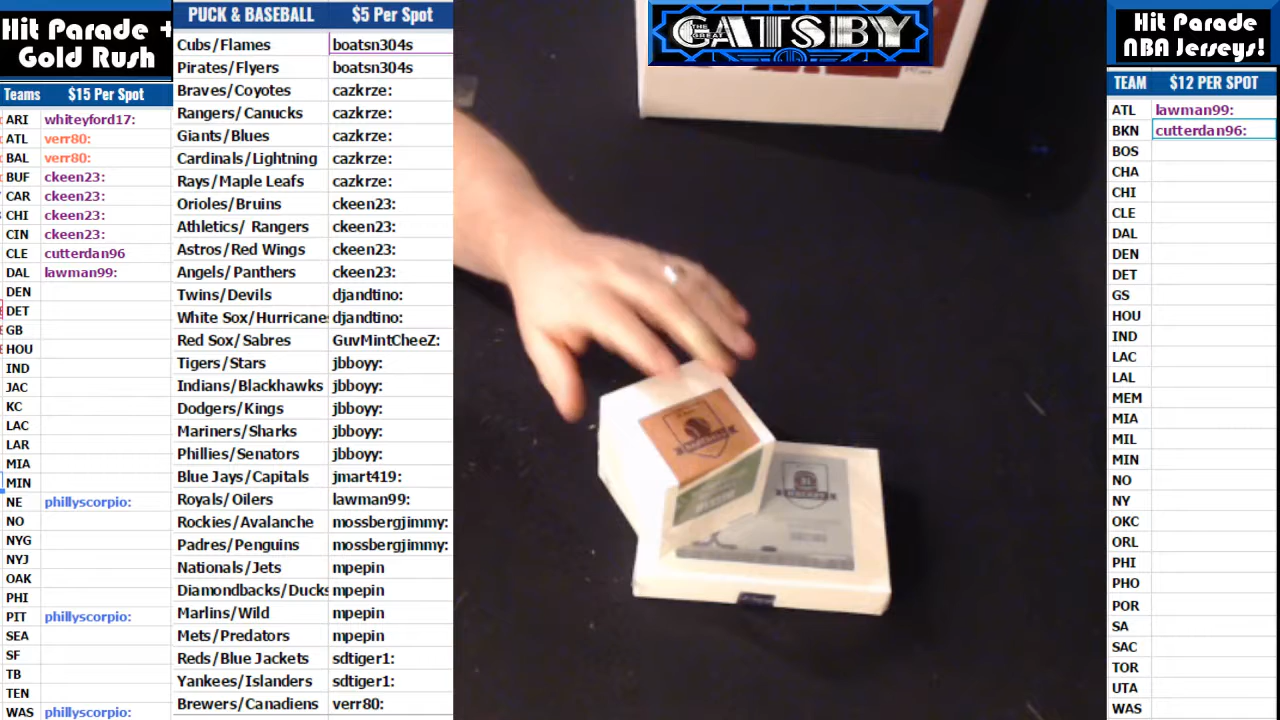 Hit Parade +
Gold Rush
Teams $15 Per Spot
ARI whiteyford17:
ATL verr80:
BAL verr80:
BUF ckeen23:
CAR ckeen23:
CHI ckeen23:
CIN ckeen23:
CLE cutterdan96
DAL lawman99:
DEN
DET
GB
HOU
IND
JAC
KC
LAC
LAR
MIA
MIN
NE phillyscorpio:
NO
NYG
NYJ
OAK
PHI
PIT phillyscorpio:
SEA
SF
TB
TEN
WAS phillyscorpio:
PUCK & BASEBALL $5 Per Spot
Cubs/Flames boatsn304s
Pirates/Flyers boatsn304s
Braves/Coyotes cazkrze:
Rangers/Canucks cazkrze:
Giants/Blues cazkrze:
Cardinals/Lightning cazkrze:
Rays/Maple Leafs cazkrze:
Orioles/Bruins ckeen23:
Athletics/ Rangers ckeen23:
Astros/Red Wings ckeen23:
Angels/Panthers ckeen23:
Twins/Devils djandtino:
White Sox/Hurricane djandtino:
Red Sox/Sabres GuvMintCheeZ:
Tigers/Stars jbboyy:
Indians/Blackhawks jbboyy:
Dodgers/Kings jbboyy:
Mariners/Sharks jbboyy:
Phillies/Senators jbboyy:
Blue Jays/Capitals jmart419:
Royals/Oilers lawman99:
Rockies/Avalanche mossbergjimmy:
Padres/Penguins mossbergjimmy:
Nationals/Jets mpepin
Diamondbacks/Ducks mpepin
Marlins/Wild mpepin
Mets/Predators mpepin
Reds/Blue Jackets sdtiger1:
Yankees/Islanders sdtiger1:
Brewers/Canadiens verr80:
THE GREAT
GATSBY
Hit Parade
NBA Jerseys!
TEAM $12 PER SPOT
ATL lawman99:
BKN cutterdan96:
BOS
CHA
CHI
CLE
DAL
DEN
DET
GS
HOU
IND
LAC
LAL
MEM
MIA
MIL
MIN
NO
NY
OKC
ORL
PHI
PHO
POR
SA
SAC
TOR
UTA
WAS